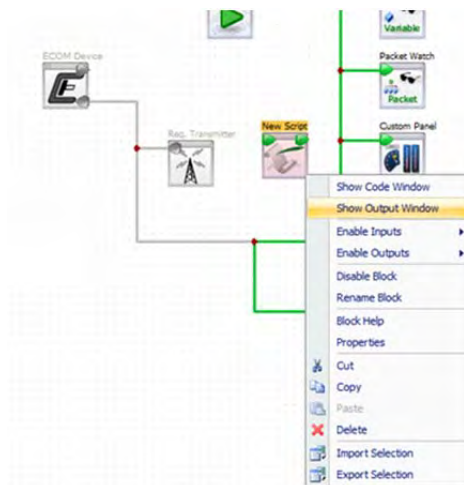 Variable
ECOM Device
Packet Watch
Packet
Req. Transmitter
New Script
Custom Panel
Show Code Window
Show Output Window
Enable Inputs
Enable Outputs
Disable Block
Rename Block
Block Help
Properties
Cut
Copy
Paste
Delete
Import Selection
Export Selection